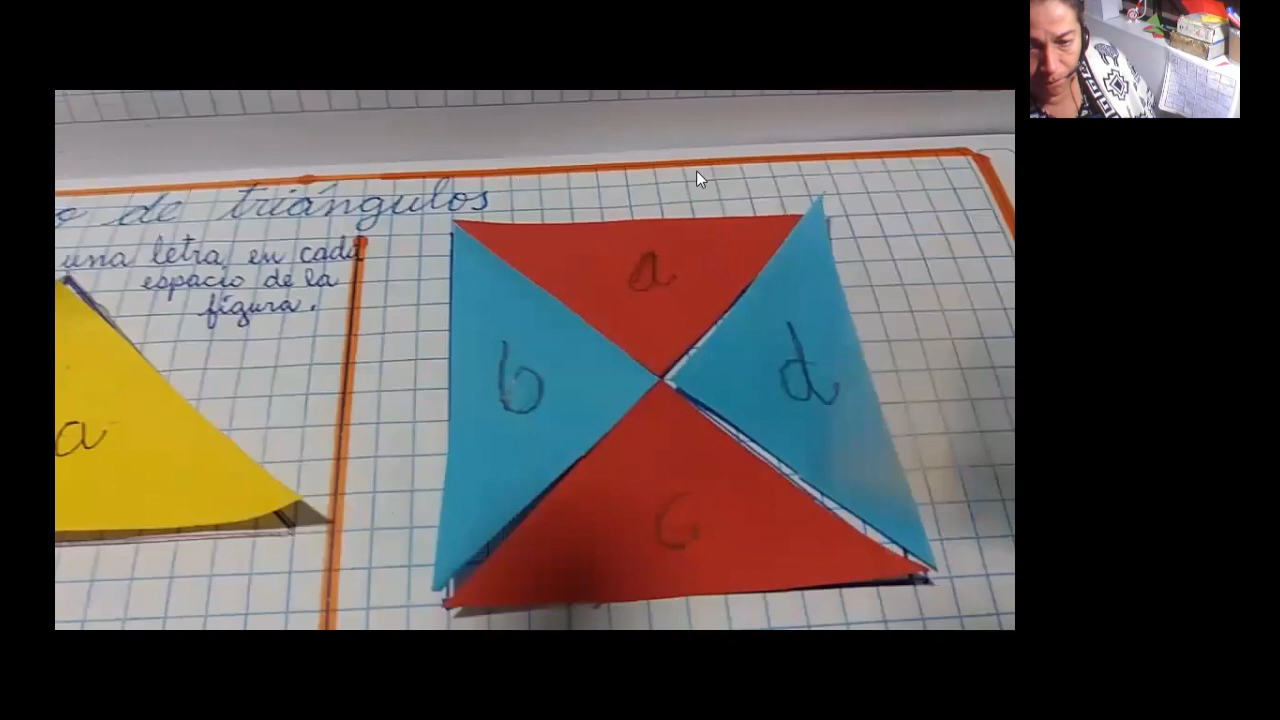 o de triángulos
una letra en cada
espacio de la
figura.
a
a
b
d
c